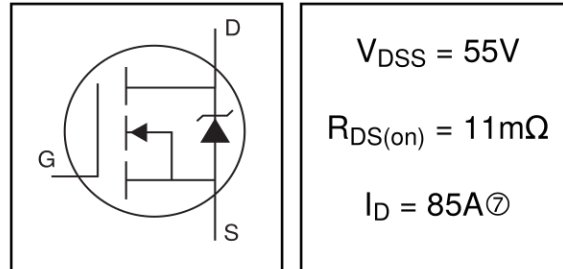 D
G
S
V_DSS = 55V
R_DS(on) = 11mΩ
I_D = 85A⑦